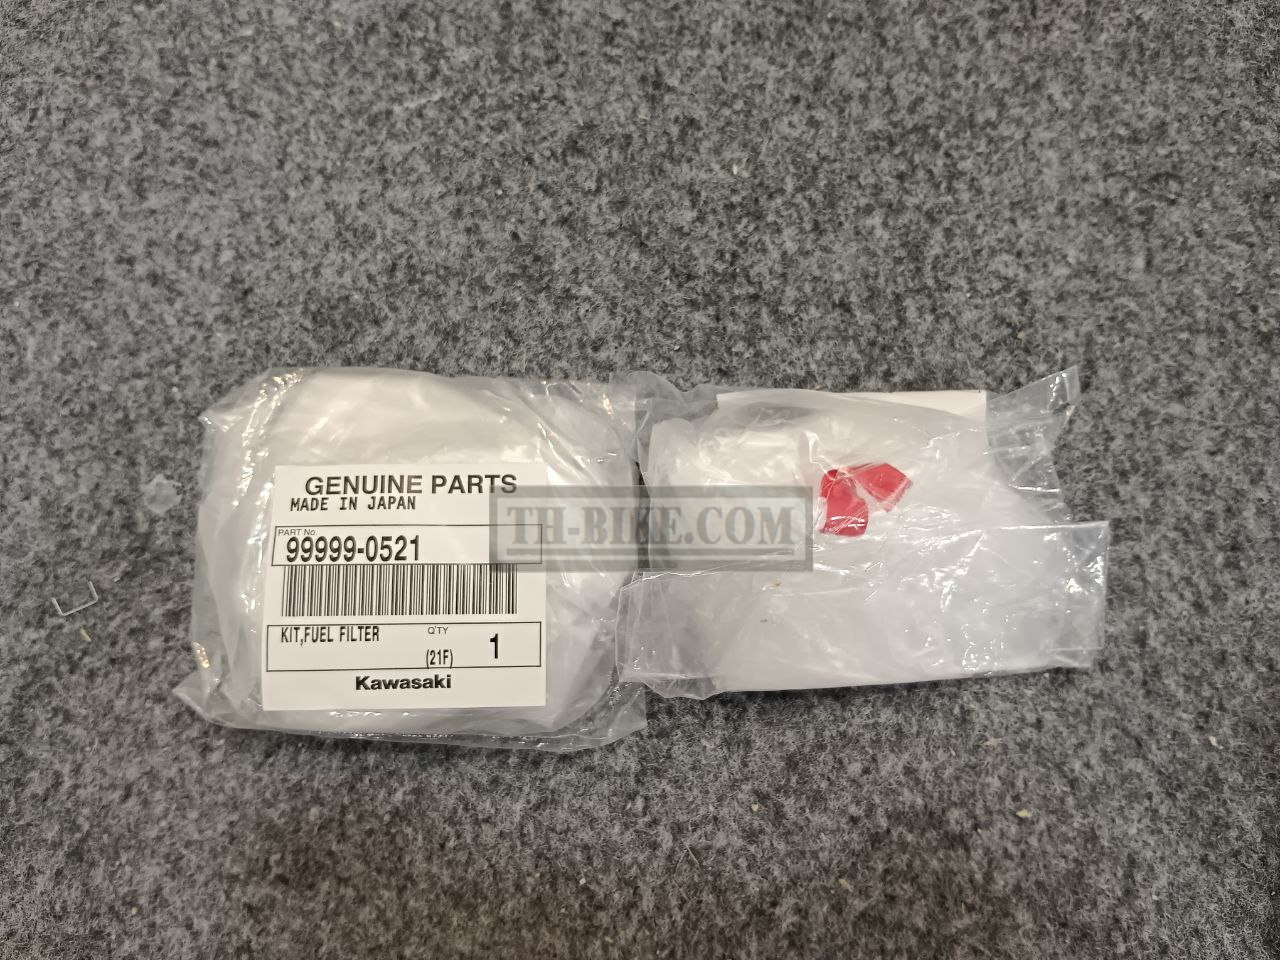 GENUINE PARTS
MADE IN JAPAN
PART No.
99999-0521
KIT,FUEL FILTER
Q'TY
(21F)
1
Kawasaki
TH-BIKE.COM